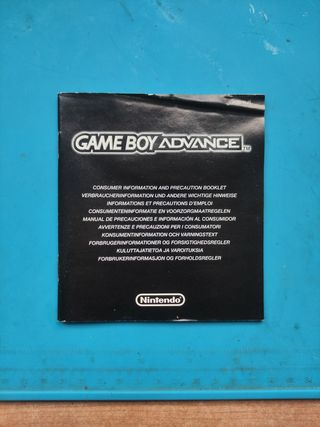 GAME BOY ADVANCE TM
CONSUMER INFORMATION AND PRECAUTION BOOKLET
VERBRAUCHERINFORMATION UND ANDERE WICHTIGE HINWEISE
INFORMATIONS ET PRECAUTIONS D'EMPLOI
CONSUMENTENINFORMATIE EN VOORZORGMAATREGELEN
MANUAL DE PRECAUCIONES E INFORMACIÓN AL CONSUMIDOR
AVVERTENZE E PRECAUZIONI PER I CONSUMATORI
KONSUMENTINFORMATION OCH VARNINGSTEXT
FORBRUGERINFORMATIONER OG FORSIGTIGHEDSREGLER
KULUTTAJATIETOA JA VAROITUKSIA
FORBRUKERINFORMASJON OG FORHOLDSREGLER
Nintendo